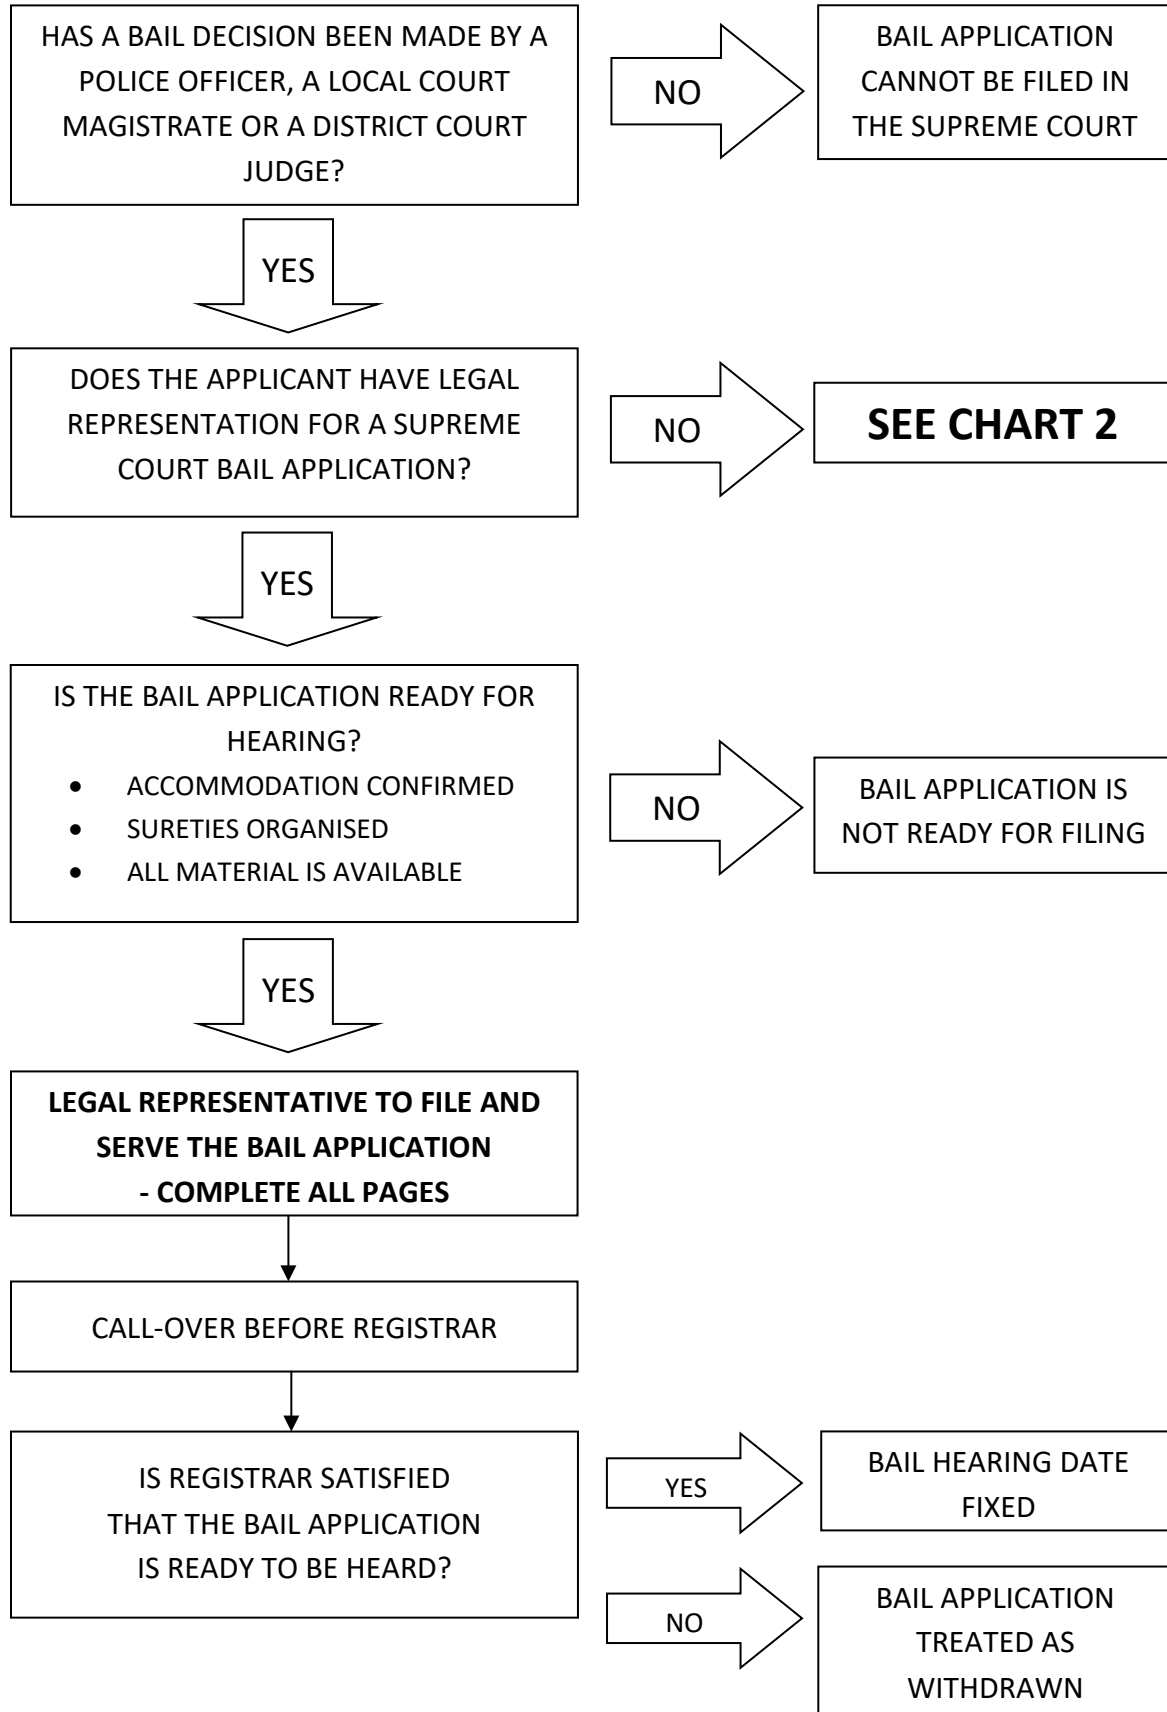 HAS A BAIL DECISION BEEN MADE BY A
POLICE OFFICER, A LOCAL COURT
MAGISTRATE OR A DISTRICT COURT
JUDGE?
NO
BAIL APPLICATION
CANNOT BE FILED IN
THE SUPREME COURT
YES
DOES THE APPLICANT HAVE LEGAL
REPRESENTATION FOR A SUPREME
COURT BAIL APPLICATION?
NO
SEE CHART 2
YES
IS THE BAIL APPLICATION READY FOR
HEARING?
• ACCOMMODATION CONFIRMED
• SURETIES ORGANISED
• ALL MATERIAL IS AVAILABLE
NO
BAIL APPLICATION IS
NOT READY FOR FILING
YES
LEGAL REPRESENTATIVE TO FILE AND
SERVE THE BAIL APPLICATION
- COMPLETE ALL PAGES
CALL-OVER BEFORE REGISTRAR
IS REGISTRAR SATISFIED
THAT THE BAIL APPLICATION
IS READY TO BE HEARD?
YES
BAIL HEARING DATE
FIXED
NO
BAIL APPLICATION
TREATED AS
WITHDRAWN